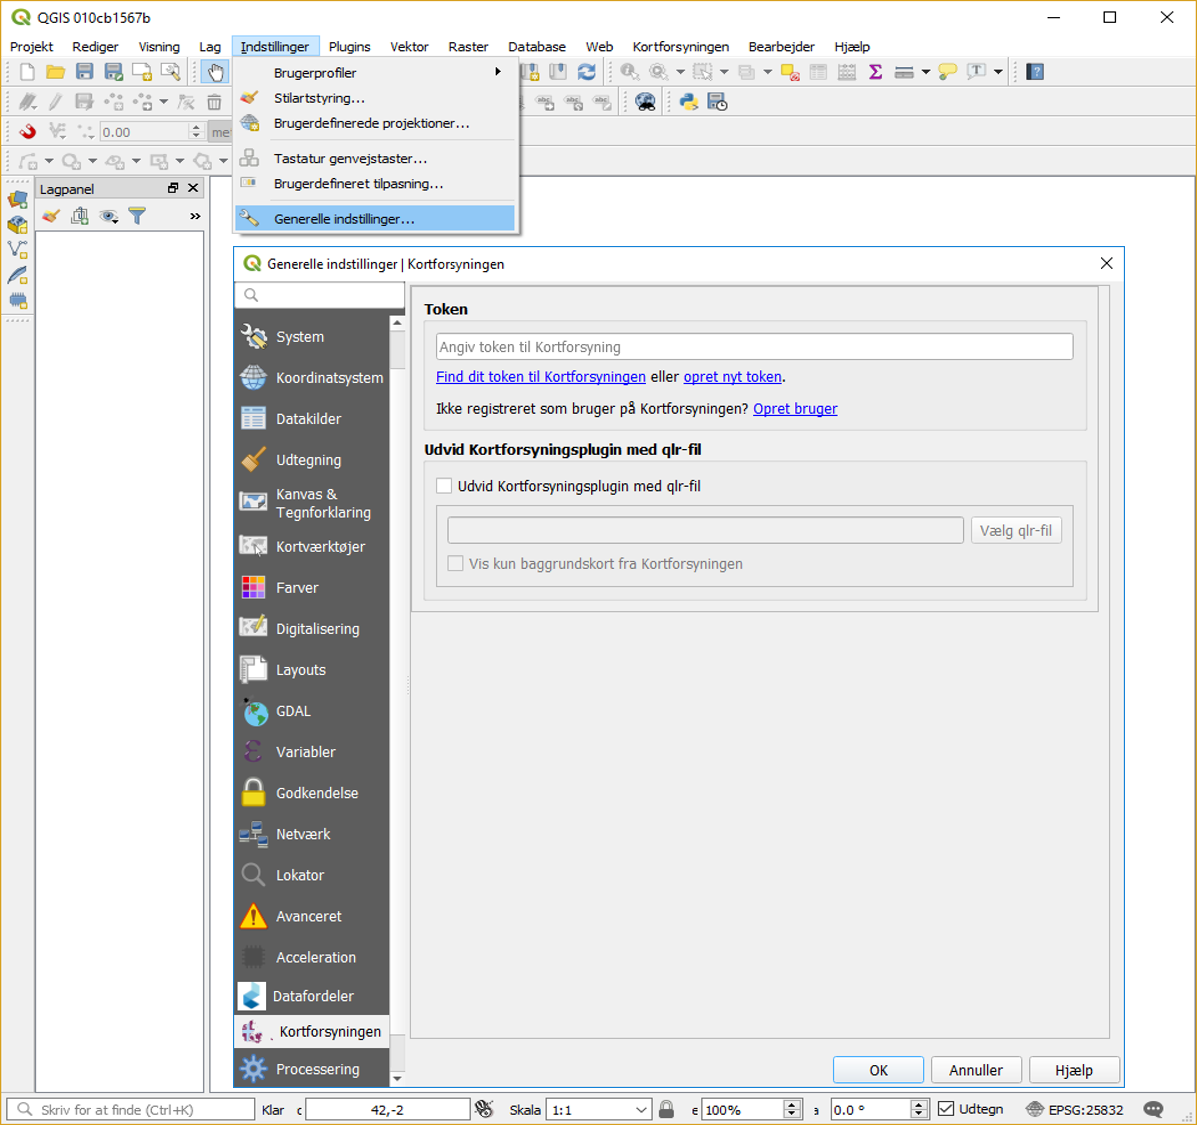 QGIS 010cb1567b
Projekt Rediger Visning Lag Indstillinger Plugins Vektor Raster Database Web Kortforsyningen Bearbejder Hjælp
Brugerprofiler
Stilartstyring...
Brugerdefinerede projektioner...
Tastatur genvejstaster...
Brugerdefineret tilpasning...
Generelle indstillinger...
0.00 me
Lagpanel
Generelle indstillinger | Kortforsyningen
System
Koordinatsystem
Datakilder
Udtegning
Kanvas &
Tegnforklaring
Kortværktøjer
Farver
Digitalisering
Layouts
GDAL
Variabler
Godkendelse
Netværk
Lokator
Avanceret
Acceleration
Datafordeler
Kortforsyningen
Processering
Token
Angiv token til Kortforsyning
Find dit token til Kortforsyningen eller opret nyt token.
Ikke registreret som bruger på Kortforsyningen? Opret bruger
Udvid Kortforsyningsplugin med qlr-fil
Udvid Kortforsyningsplugin med qlr-fil
Vælg qlr-fil
Vis kun baggrundskort fra Kortforsyningen
OK Annuller Hjælp
Skriv for at finde (Ctrl+K) Klar c 42,-2 Skala 1:1 e 100% a 0.0 ° Udtegn EPSG:25832